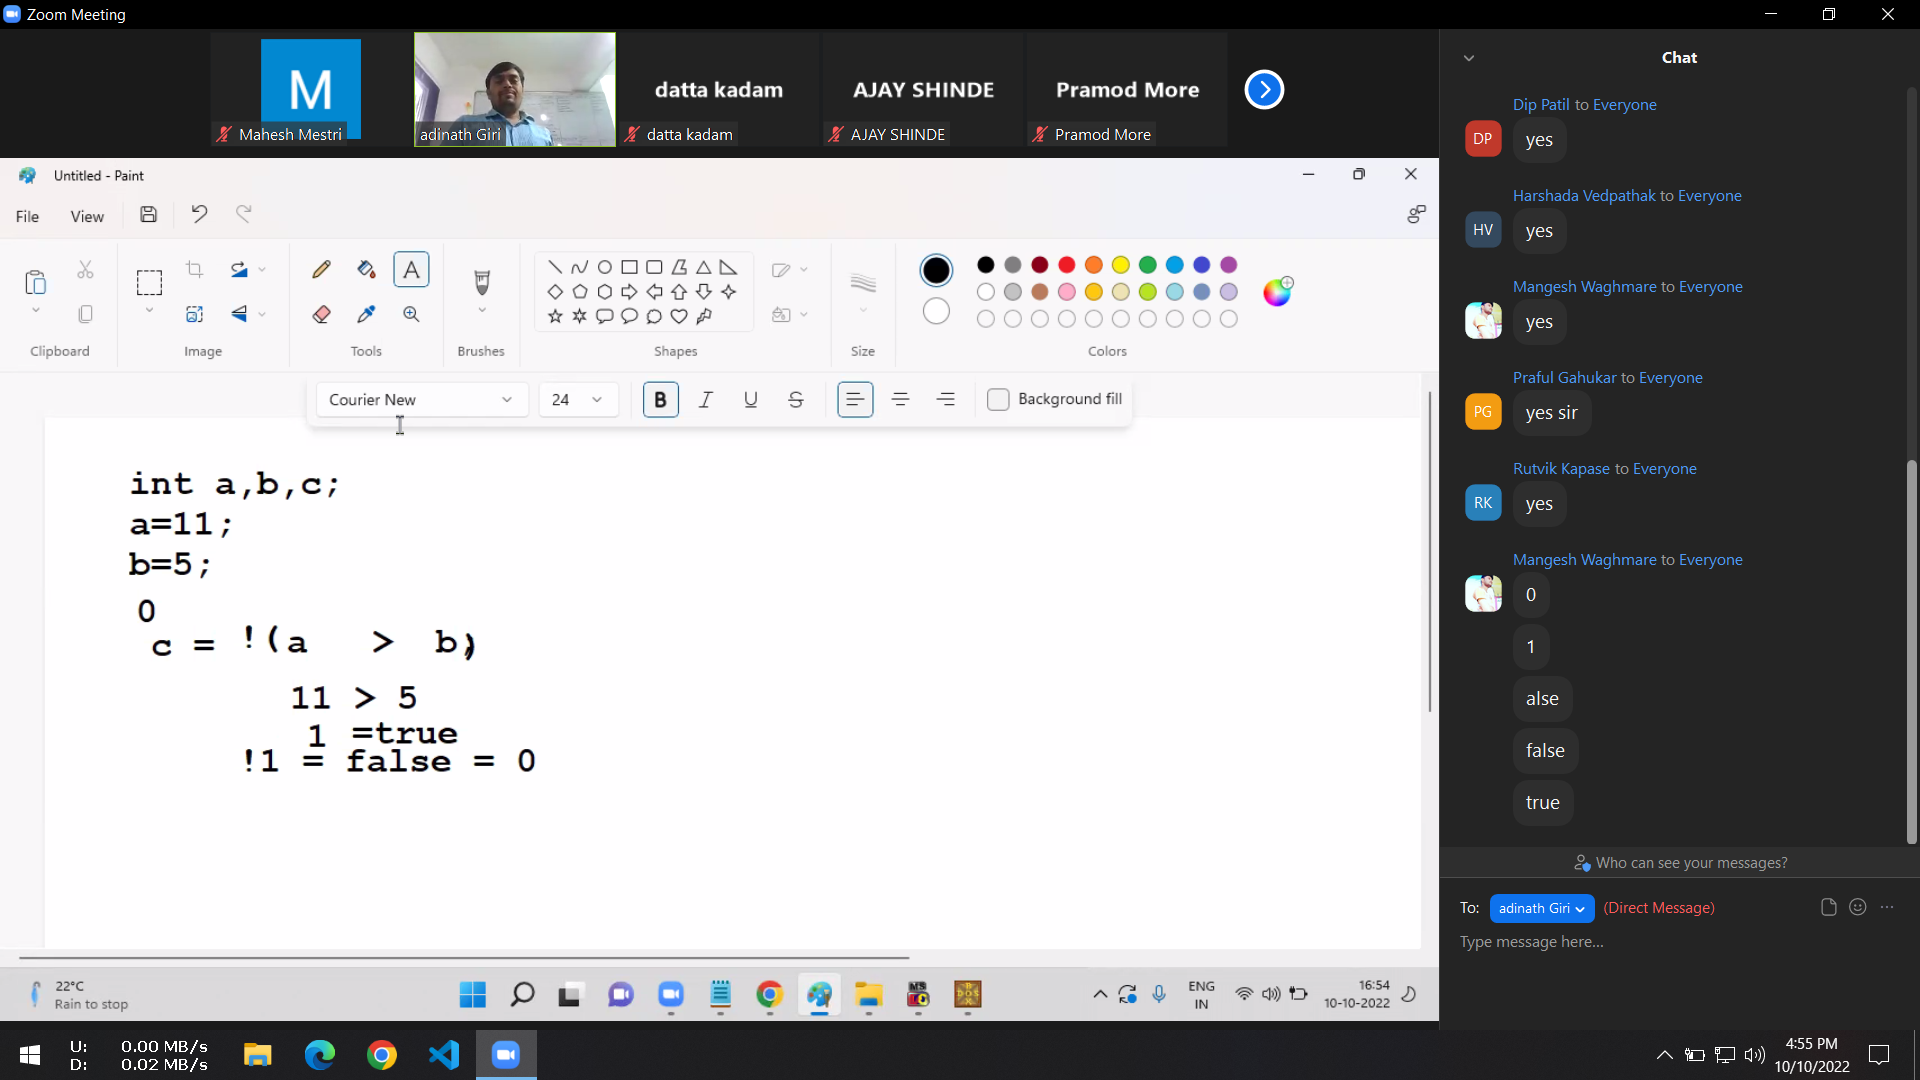 Zoom Meeting
M
Mahesh Mestri
adinath Giri
datta kadam
datta kadam
AJAY SHINDE
AJAY SHINDE
Pramod More
Pramod More
Untitled - Paint
File View
Clipboard
Image
Tools
Brushes
Shapes
Size
Colors
Courier New
24
B I U S
Background fill
int a,b,c;
a=11;
b=5;
0
c = !(a > b);
11 > 5
1 =true
!1 = false = 0
22°C
Rain to stop
ENG
IN
16:54
10-10-2022
Chat
Dip Patil to Everyone
DP
yes
Harshada Vedpathak to Everyone
HV
yes
Mangesh Waghmare to Everyone
yes
Praful Gahukar to Everyone
PG
yes sir
Rutvik Kapase to Everyone
RK
yes
Mangesh Waghmare to Everyone
0
1
alse
false
true
Who can see your messages?
To: adinath Giri (Direct Message)
Type message here...
U: 0.00 MB/s
D: 0.02 MB/s
4:55 PM
10/10/2022